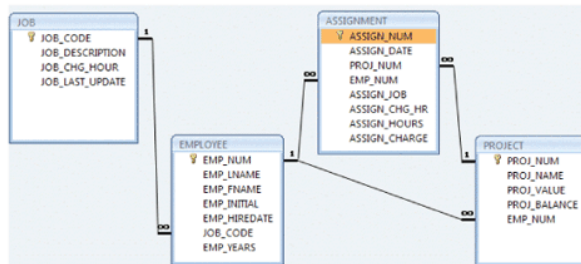 JOB
JOB_CODE
JOB_DESCRIPTION
JOB_CHG_HOUR
JOB_LAST_UPDATE
1
∞
EMPLOYEE
EMP_NUM
EMP_LNAME
EMP_FNAME
EMP_INITIAL
EMP_HIREDATE
JOB_CODE
EMP_YEARS
1
∞
ASSIGNMENT
ASSIGN_NUM
ASSIGN_DATE
PROJ_NUM
EMP_NUM
ASSIGN_JOB
ASSIGN_CHG_HR
ASSIGN_HOURS
ASSIGN_CHARGE
∞
1
∞
PROJECT
PROJ_NUM
PROJ_NAME
PROJ_VALUE
PROJ_BALANCE
EMP_NUM